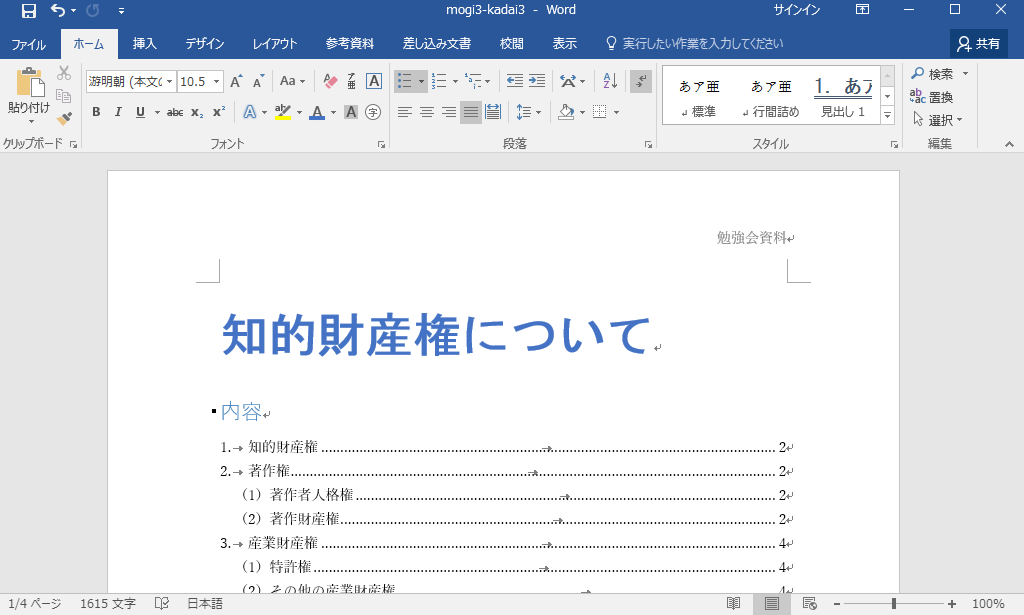 mogi3-kadai3 - Word
サインイン
ファイル ホーム 挿入 デザイン レイアウト 参考資料 差し込み文書 校閲 表示 実行したい作業を入力してください 共有
貼り付け
クリップボード
游明朝 (本文 10.5 A A Aa
B I U abc x₂ x² A ab A A 字
フォント
段落
あア亜 あア亜 1. あア
標準 行間詰め 見出し 1
スタイル
検索
置換
選択
編集
勉強会資料
知的財産権について
内容
1. 知的財産権 2
2. 著作権 2
（1）著作者人格権 2
（2）著作財産権 2
3. 産業財産権 4
（1）特許権 4
（2）その他の産業財産権 4
1/4 ページ 1615 文字 日本語 100%